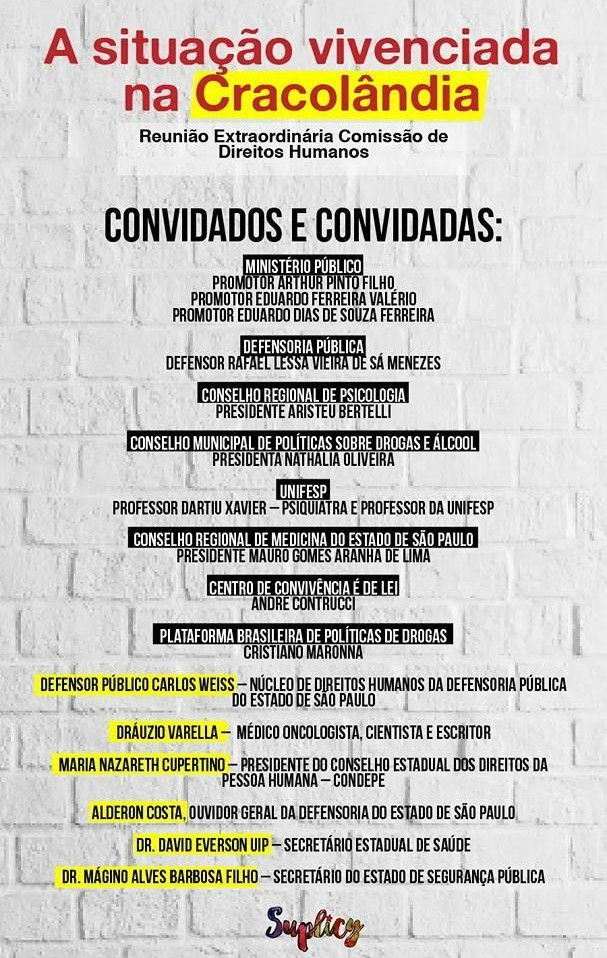 A situação vivenciada
na Cracolândia
Reunião Extraordinária Comissão de
Direitos Humanos
CONVIDADOS E CONVIDADAS:
MINISTÉRIO PÚBLICO
PROMOTOR ARTHUR PINTO FILHO
PROMOTOR EDUARDO FERREIRA VALÉRIO
PROMOTOR EDUARDO DIAS DE SOUZA FERREIRA
DEFENSORIA PÚBLICA
DEFENSOR RAFAEL LESSA VIEIRA DE SÁ MENEZES
CONSELHO REGIONAL DE PSICOLOGIA
PRESIDENTE ARISTEU BERTELLI
CONSELHO MUNICIPAL DE POLÍTICAS SOBRE DROGAS E ÁLCOOL
PRESIDENTA NATHALIA OLIVEIRA
UNIFESP
PROFESSOR DARTIU XAVIER – PSIQUIATRA E PROFESSOR DA UNIFESP
CONSELHO REGIONAL DE MEDICINA DO ESTADO DE SÃO PAULO
PRESIDENTE MAURO GOMES ARANHA DE LIMA
CENTRO DE CONVIVÊNCIA É DE LEI
ANDRÉ CONTRUCCI
PLATAFORMA BRASILEIRA DE POLÍTICAS DE DROGAS
CRISTIANO MARONNA
DEFENSOR PÚBLICO CARLOS WEISS – NÚCLEO DE DIREITOS HUMANOS DA DEFENSORIA PÚBLICA
DO ESTADO DE SÃO PAULO
DRÁUZIO VARELLA – MÉDICO ONCOLOGISTA, CIENTISTA E ESCRITOR
MARIA NAZARETH CUPERTINO – PRESIDENTE DO CONSELHO ESTADUAL DOS DIREITOS DA
PESSOA HUMANA – CONDEPE
ALDERON COSTA, OUVIDOR GERAL DA DEFENSORIA DO ESTADO DE SÃO PAULO
DR. DAVID EVERSON UIP – SECRETÁRIO ESTADUAL DE SAÚDE
DR. MÁGINO ALVES BARBOSA FILHO – SECRETÁRIO DO ESTADO DE SEGURANÇA PÚBLICA
Suplicy